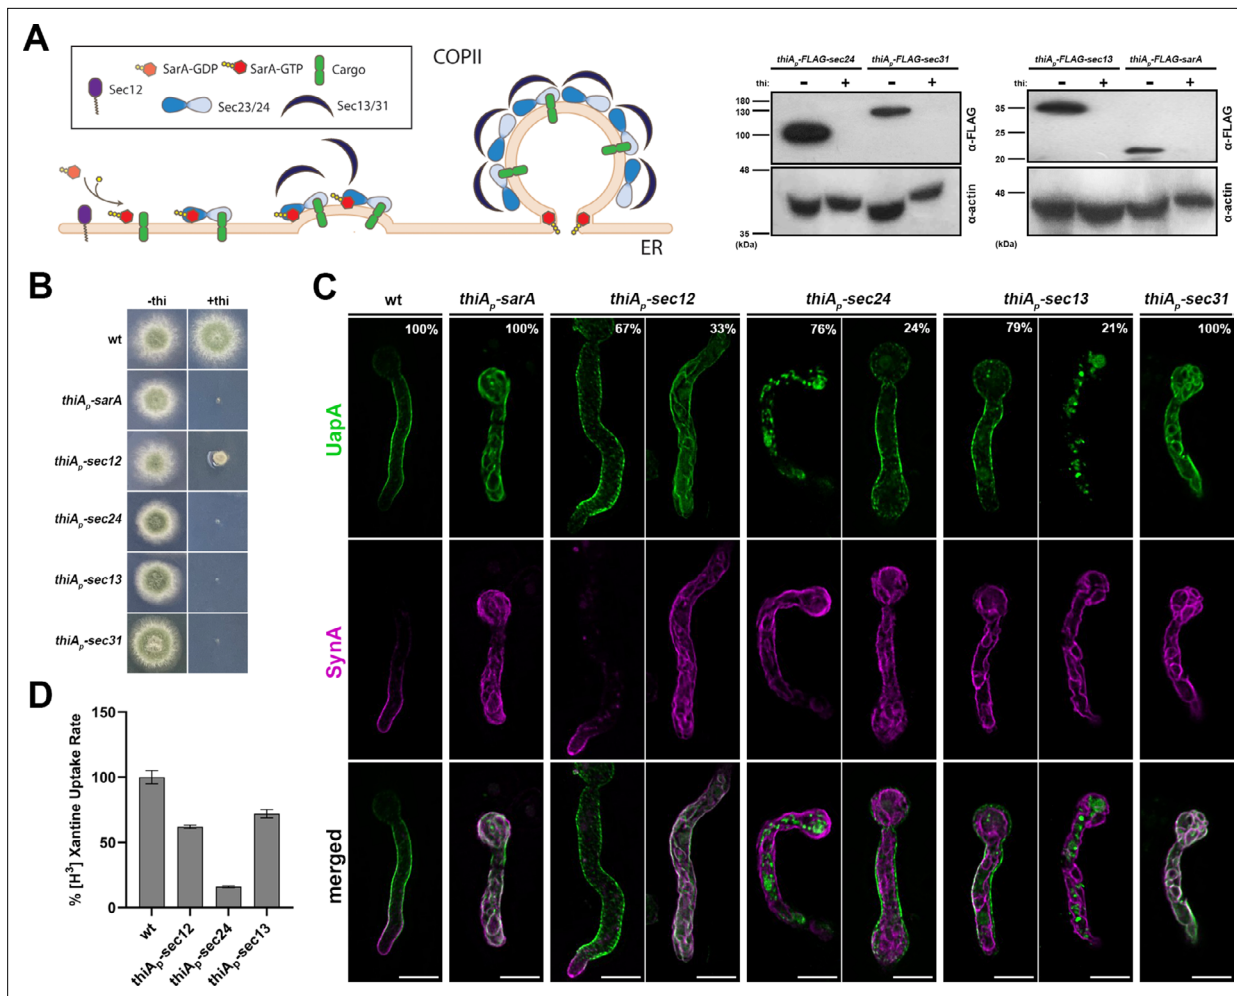 A
COPII
SarA-GDP SarA-GTP Cargo
Sec12
Sec23/24 Sec13/31
ER
thiAp-FLAG-sec24 thiAp-FLAG-sec31
thi: - + - +
180
130
100
48
35
(kDa)
α-FLAG
α-actin
thiAp-FLAG-sec13 thiAp-FLAG-sarA
thi: - + - +
35
25
20
48
(kDa)
α-FLAG
α-actin
B
-thi +thi
wt
thiAp-sarA
thiAp-sec12
thiAp-sec24
thiAp-sec13
thiAp-sec31
C
wt thiAp-sarA thiAp-sec12 thiAp-sec24 thiAp-sec13 thiAp-sec31
100% 100% 67% 33% 76% 24% 79% 21% 100%
UapA
SynA
merged
D
% [H³] Xantine Uptake Rate
150
100
50
0
wt
thiAp-sec12
thiAp-sec24
thiAp-sec13